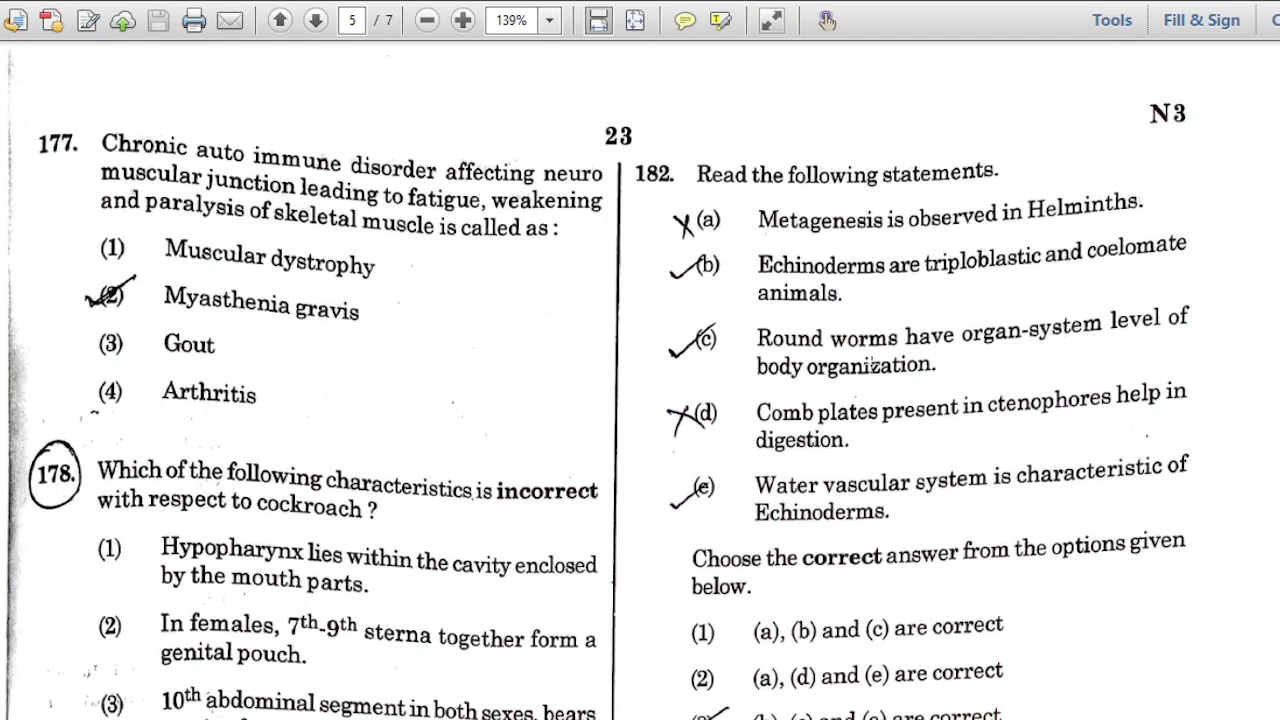 5 / 7
139%
Tools
Fill & Sign
N3
23
177. Chronic auto immune disorder affecting neuro
muscular junction leading to fatigue, weakening
and paralysis of skeletal muscle is called as :
(1) Muscular dystrophy
(2) Myasthenia gravis
(3) Gout
(4) Arthritis
178. Which of the following characteristics is incorrect
with respect to cockroach ?
(1) Hypopharynx lies within the cavity enclosed
by the mouth parts.
(2) In females, 7th-9th sterna together form a
genital pouch.
(3) 10th abdominal segment in both sexes, bears
182. Read the following statements.
(a) Metagenesis is observed in Helminths.
(b) Echinoderms are triploblastic and coelomate
animals.
(c) Round worms have organ-system level of
body organization.
(d) Comb plates present in ctenophores help in
digestion.
(e) Water vascular system is characteristic of
Echinoderms.
Choose the correct answer from the options given
below.
(1) (a), (b) and (c) are correct
(2) (a), (d) and (e) are correct
(b), (c) and (e) are correct